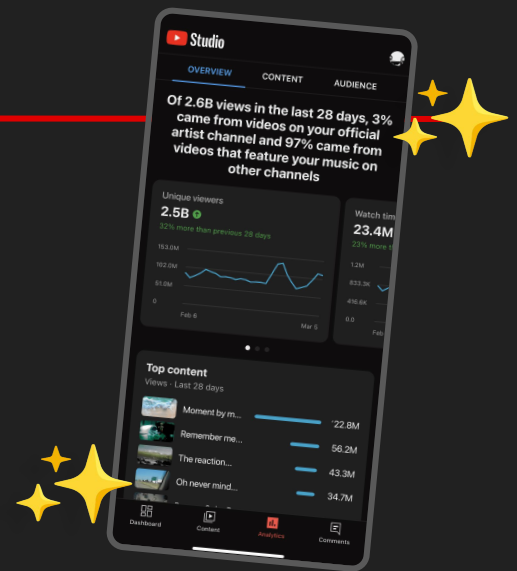 Studio
OVERVIEW CONTENT AUDIENCE
Of 2.6B views in the last 28 days, 3%
came from videos on your official
artist channel and 97% came from
videos that feature your music on
other channels
Unique viewers
2.5B
32% more than previous 28 days
153.0M
102.0M
51.0M
0
Feb 6 Mar 5
Watch tim
23.4M
23% more t
1.2M
833.3K
416.6K
0.0
Feb
Top content
Views · Last 28 days
Moment by m... 22.8M
Remember me... 56.2M
The reaction... 43.3M
Oh never mind... 34.7M
Dashboard Content Analytics Comments